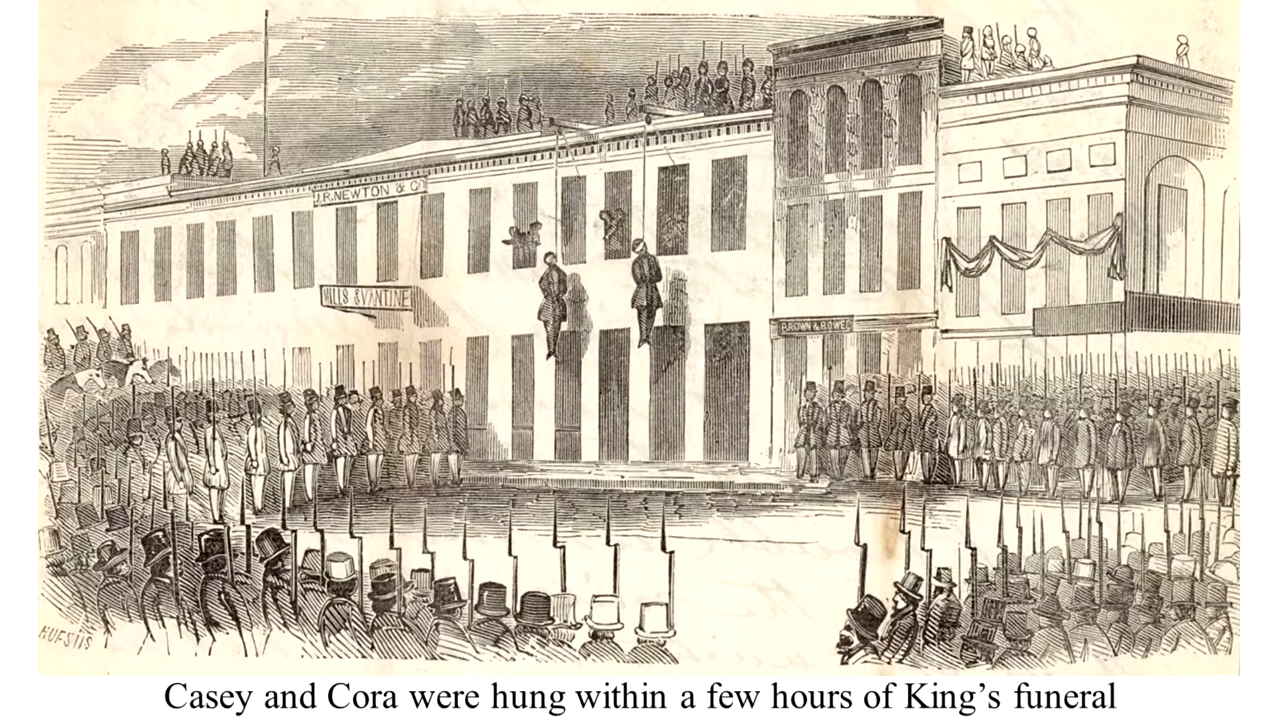 J.R.NEWTON & CO
MILLS & VANTINE
BROWN & ROWE
Casey and Cora were hung within a few hours of King’s funeral